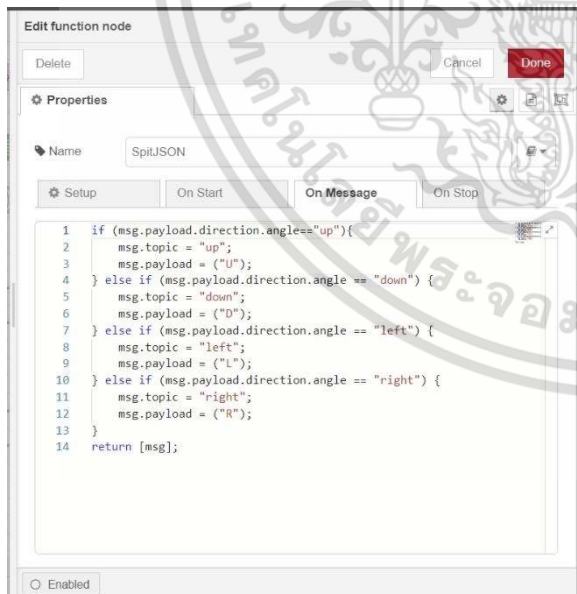 Edit function node
Delete
Cancel
Done
Properties
Name
SpitJSON
Setup
On Start
On Message
On Stop
1 if (msg.payload.direction.angle=="up"){
2 msg.topic = "up";
3 msg.payload = ("U");
4 } else if (msg.payload.direction.angle == "down") {
5 msg.topic = "down";
6 msg.payload = ("D");
7 } else if (msg.payload.direction.angle == "left") {
8 msg.topic = "left";
9 msg.payload = ("L");
10 } else if (msg.payload.direction.angle == "right") {
11 msg.topic = "right";
12 msg.payload = ("R");
13 }
14 return [msg];
Enabled